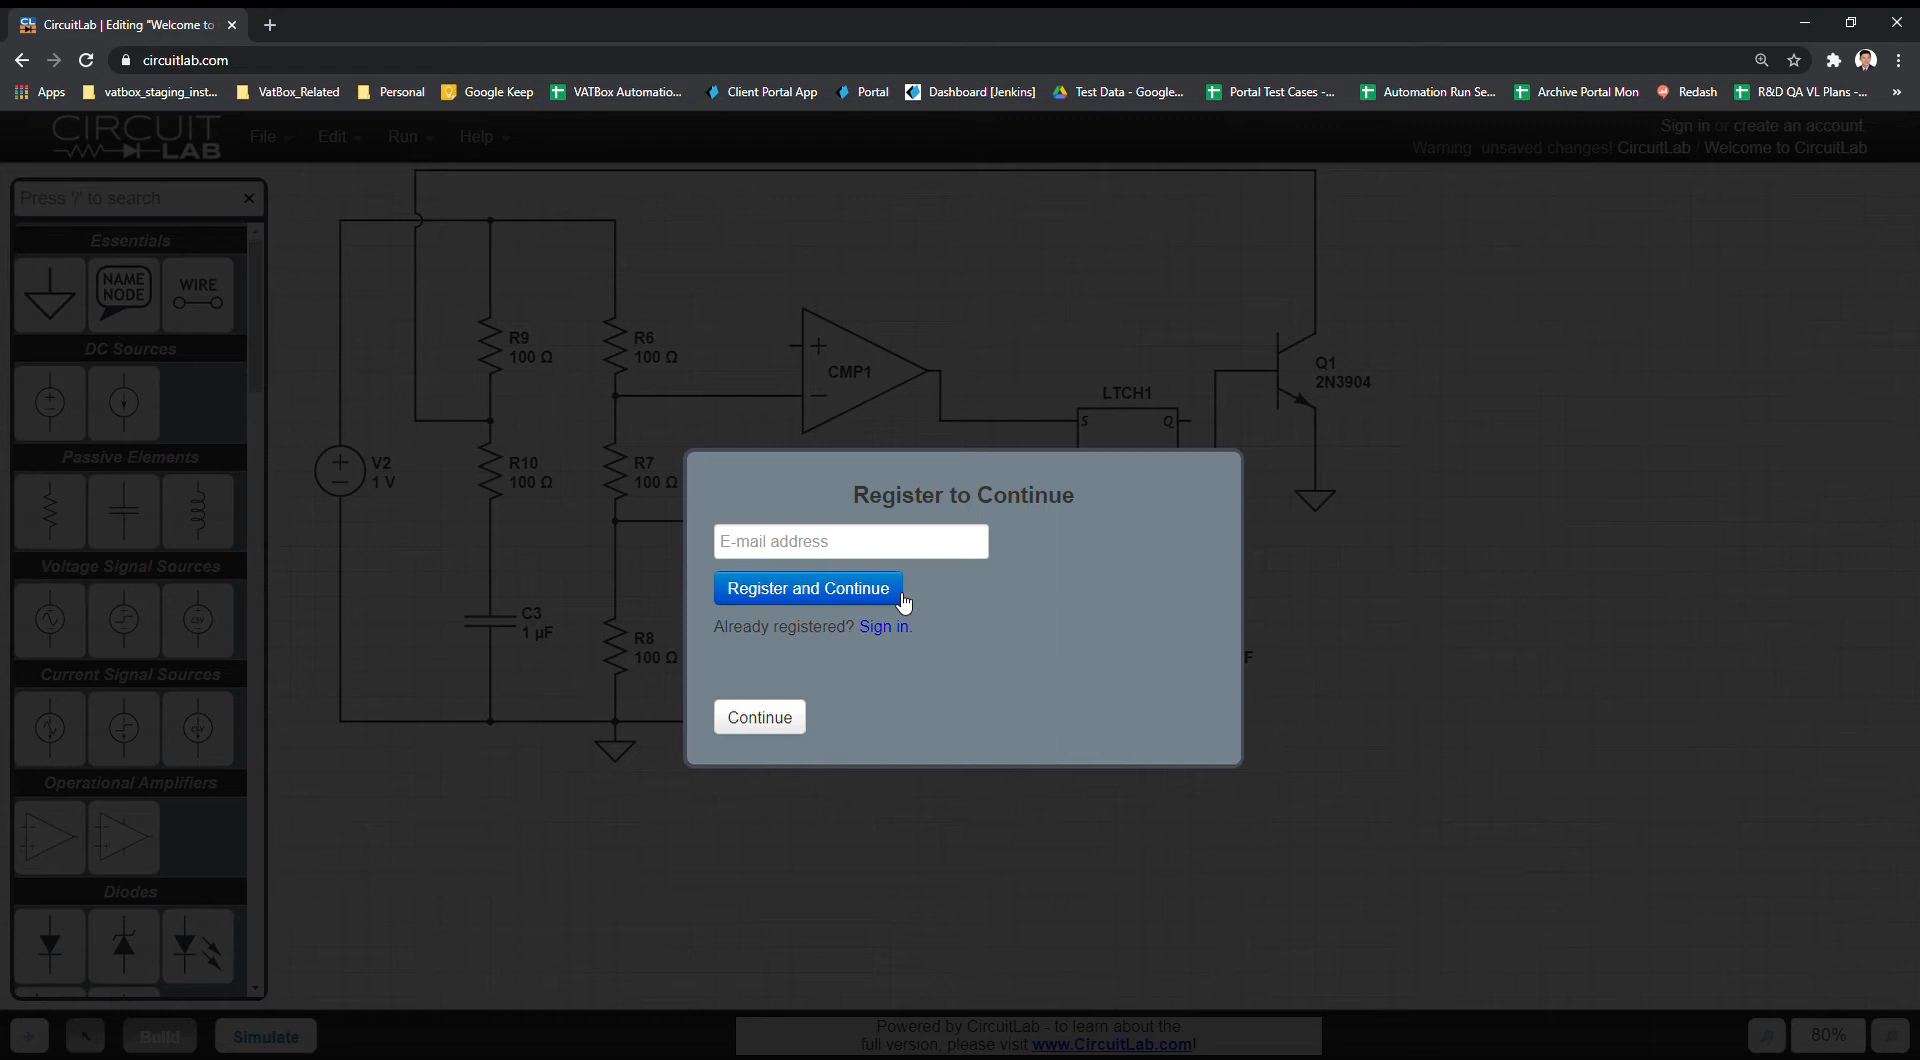 CircuitLab | Editing "Welcome to
circuitlab.com
Apps
vatbox_staging_inst...
VatBox_Related
Personal
Google Keep
VATBox Automatio...
Client Portal App
Portal
Dashboard [Jenkins]
Test Data - Google...
Portal Test Cases -...
Automation Run Se...
Archive Portal Mon
Redash
R&D QA VL Plans -...
»
CIRCUIT
LAB
File
Edit
Run
Help
Sign in or create an account.
Warning: unsaved changes! CircuitLab / Welcome to CircuitLab
Press '/' to search
Essentials
NAME
NODE
WIRE
DC Sources
Passive Elements
Voltage Signal Sources
CSV
Current Signal Sources
CSV
Operational Amplifiers
Diodes
V2
1 V
R9
100 Ω
R10
100 Ω
C3
1 µF
R6
100 Ω
R7
100 Ω
R8
100 Ω
CMP1
LTCH1
S
Q
Q1
2N3904
F
Register to Continue
E-mail address
Register and Continue
Already registered? Sign in.
Continue
Build
Simulate
Powered by CircuitLab - to learn about the
full version, please visit www.CircuitLab.com!
80%